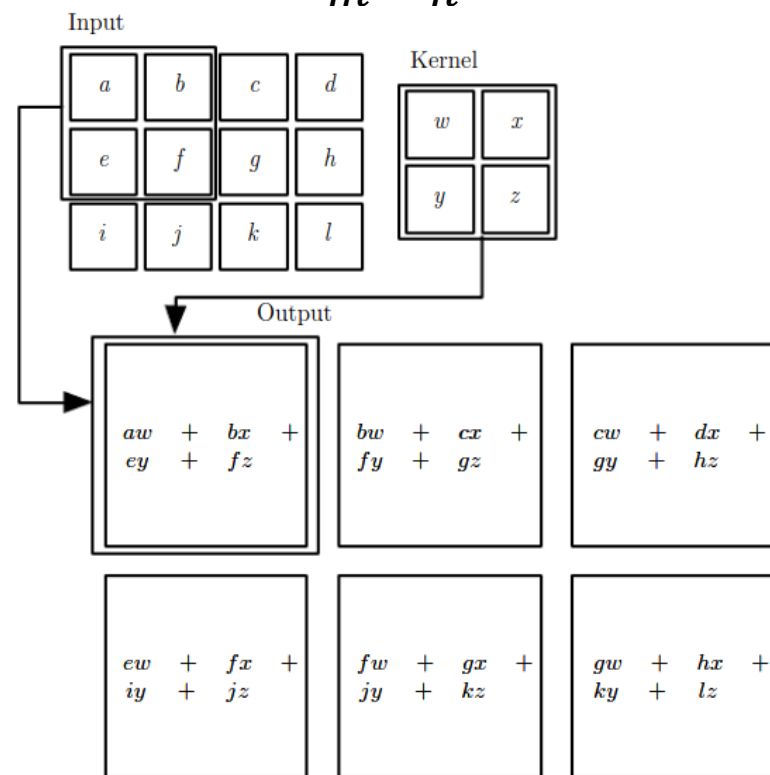 Input
Kernel
a b c d
e f g h
i j k l
w x
y z
Output
aw + bx +
ey + fz
bw + cx +
fy + gz
cw + dx +
gy + hz
ew + fx +
iy + jz
fw + gx +
jy + kz
gw + hx +
ky + lz